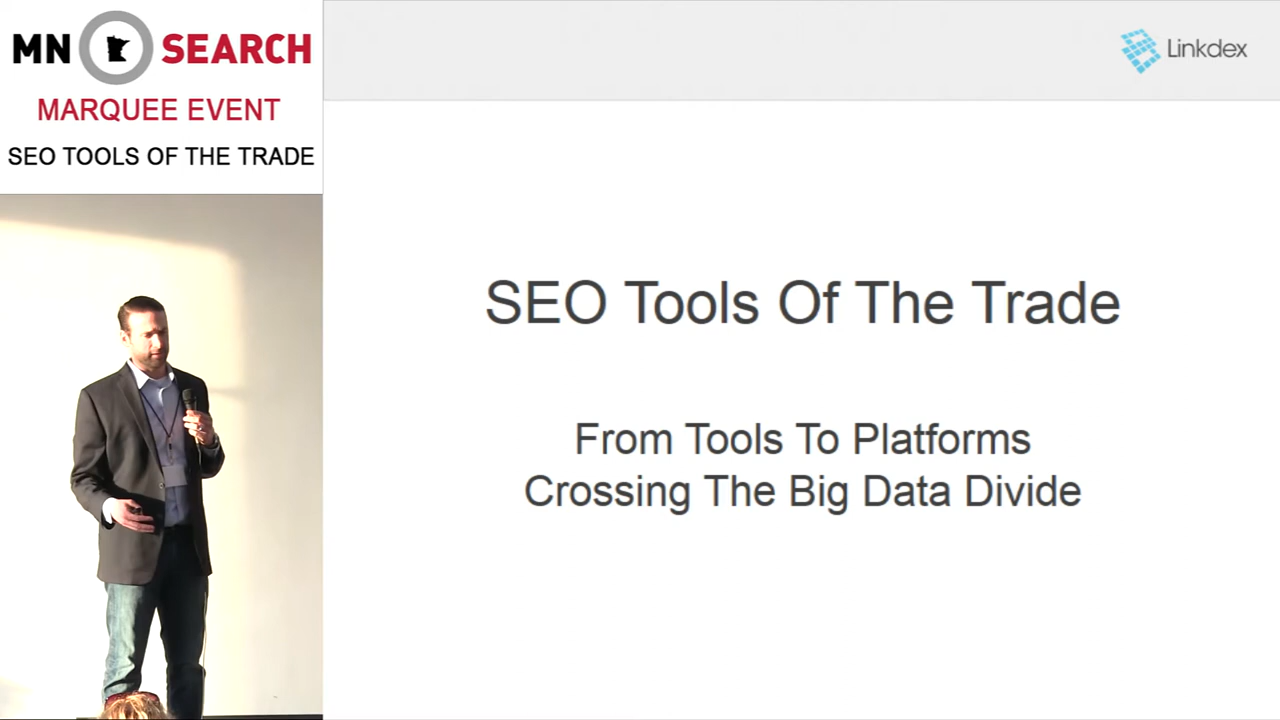 MN SEARCH
MARQUEE EVENT
SEO TOOLS OF THE TRADE
Linkdex
SEO Tools Of The Trade
From Tools To Platforms
Crossing The Big Data Divide